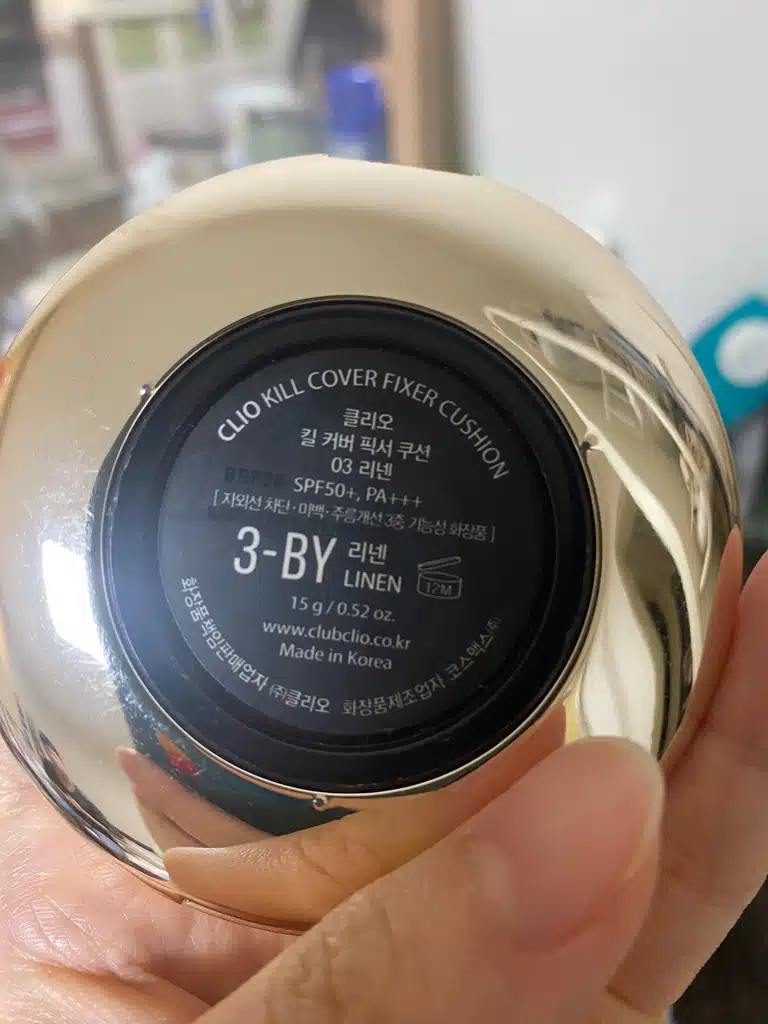 CLIO KILL COVER FIXER CUSHION
클리오
킬 커버 픽서 쿠션
03 리넨
SPF50+, PA+++
[ 자외선 차단·미백·주름개선 3중 기능성 화장품 ]
3-BY 리넨
LINEN
12M
15 g / 0.52 oz.
www.clubclio.co.kr
Made in Korea
화장품책임판매업자 ㈜클리오 화장품제조업자 코스맥스㈜